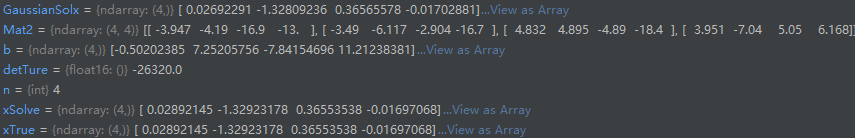 GaussianSolx = {ndarray: (4,)} [ 0.02692291 -1.32809236  0.36565578 -0.01702881]...View as Array
Mat2 = {ndarray: (4, 4)} [[ -3.947  -4.19  -16.9   -13.   ], [ -3.49   -6.117  -2.904 -16.7  ], [  4.832   4.895  -4.89  -18.4  ], [  3.951  -7.04    5.05    6.168]]
b = {ndarray: (4,)} [-0.50202385  7.25205756 -7.84154696 11.21238381]...View as Array
detTure = {float16: ()} -26320.0
n = {int} 4
xSolve = {ndarray: (4,)} [ 0.02892145 -1.32923178  0.36553538 -0.01697068]...View as Array
xTrue = {ndarray: (4,)} [ 0.02892145 -1.32923178  0.36553538 -0.01697068]...View as Array